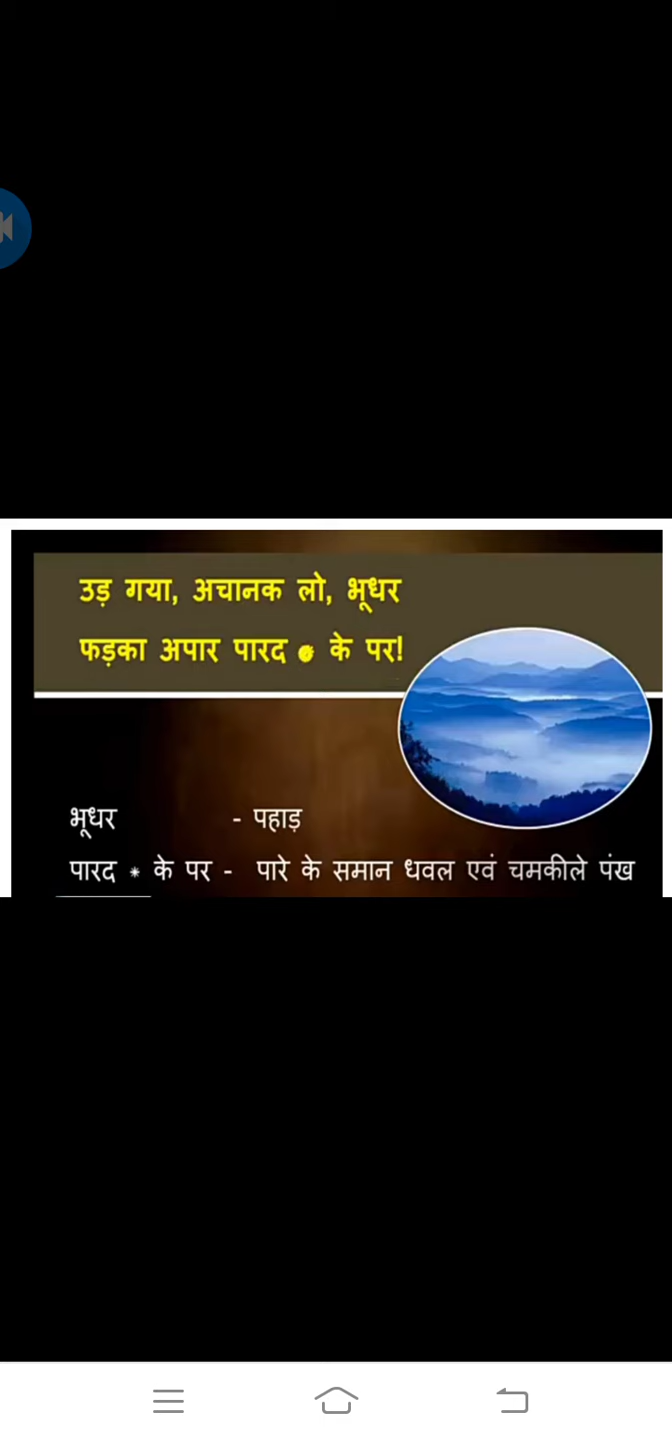 उड़ गया, अचानक लो, भूधर
फड़का अपार पारद * के पर!
भूधर - पहाड़
पारद * के पर - पारे के समान धवल एवं चमकीले पंख